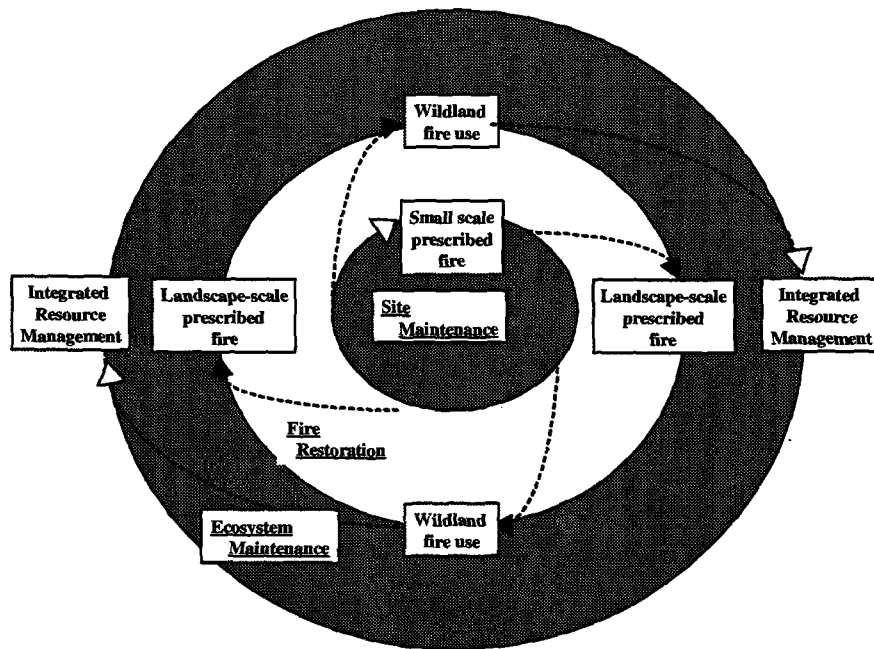 Wildland
fire use
Small scale
prescribed
fire
Integrated
Resource
Management
Landscape-scale
prescribed
fire
Site
Maintenance
Landscape-scale
prescribed
fire
Integrated
Resource
Management
Fire
Restoration
Ecosystem
Maintenance
Wildland
fire use